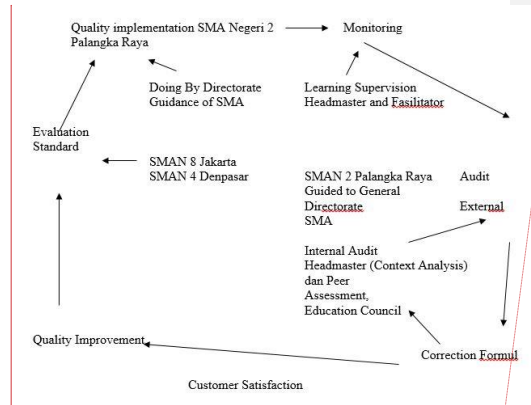 Quality implementation SMA Negeri 2
Palangka Raya
Monitoring
Doing By Directorate
Guidance of SMA
Learning Supervision
Headmaster and Fasilitator
Evaluation
Standard
SMAN 8 Jakarta
SMAN 4 Denpasar
SMAN 2 Palangka Raya
Guided to General
Directorate
SMA
Audit
External
Internal Audit
Headmaster (Context Analysis)
dan Peer
Assessment,
Education Council
Quality Improvement
Correction Formul
Customer Satisfaction